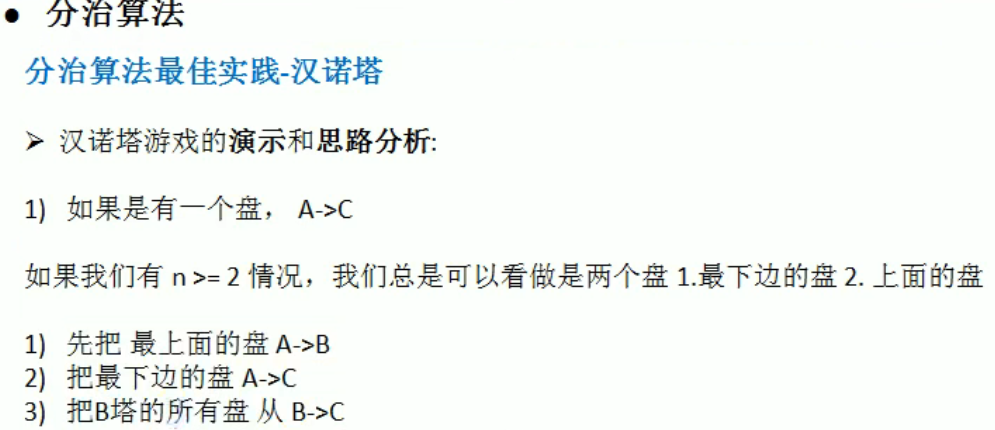 ● 分治算法
分治算法最佳实践-汉诺塔
➢ 汉诺塔游戏的演示和思路分析:
1) 如果是有一个盘， A->C
如果我们有 n >= 2 情况，我们总是可以看做是两个盘 1.最下边的盘 2. 上面的盘
1) 先把 最上面的盘 A->B
2) 把最下边的盘 A->C
3) 把B塔的所有盘 从 B->C